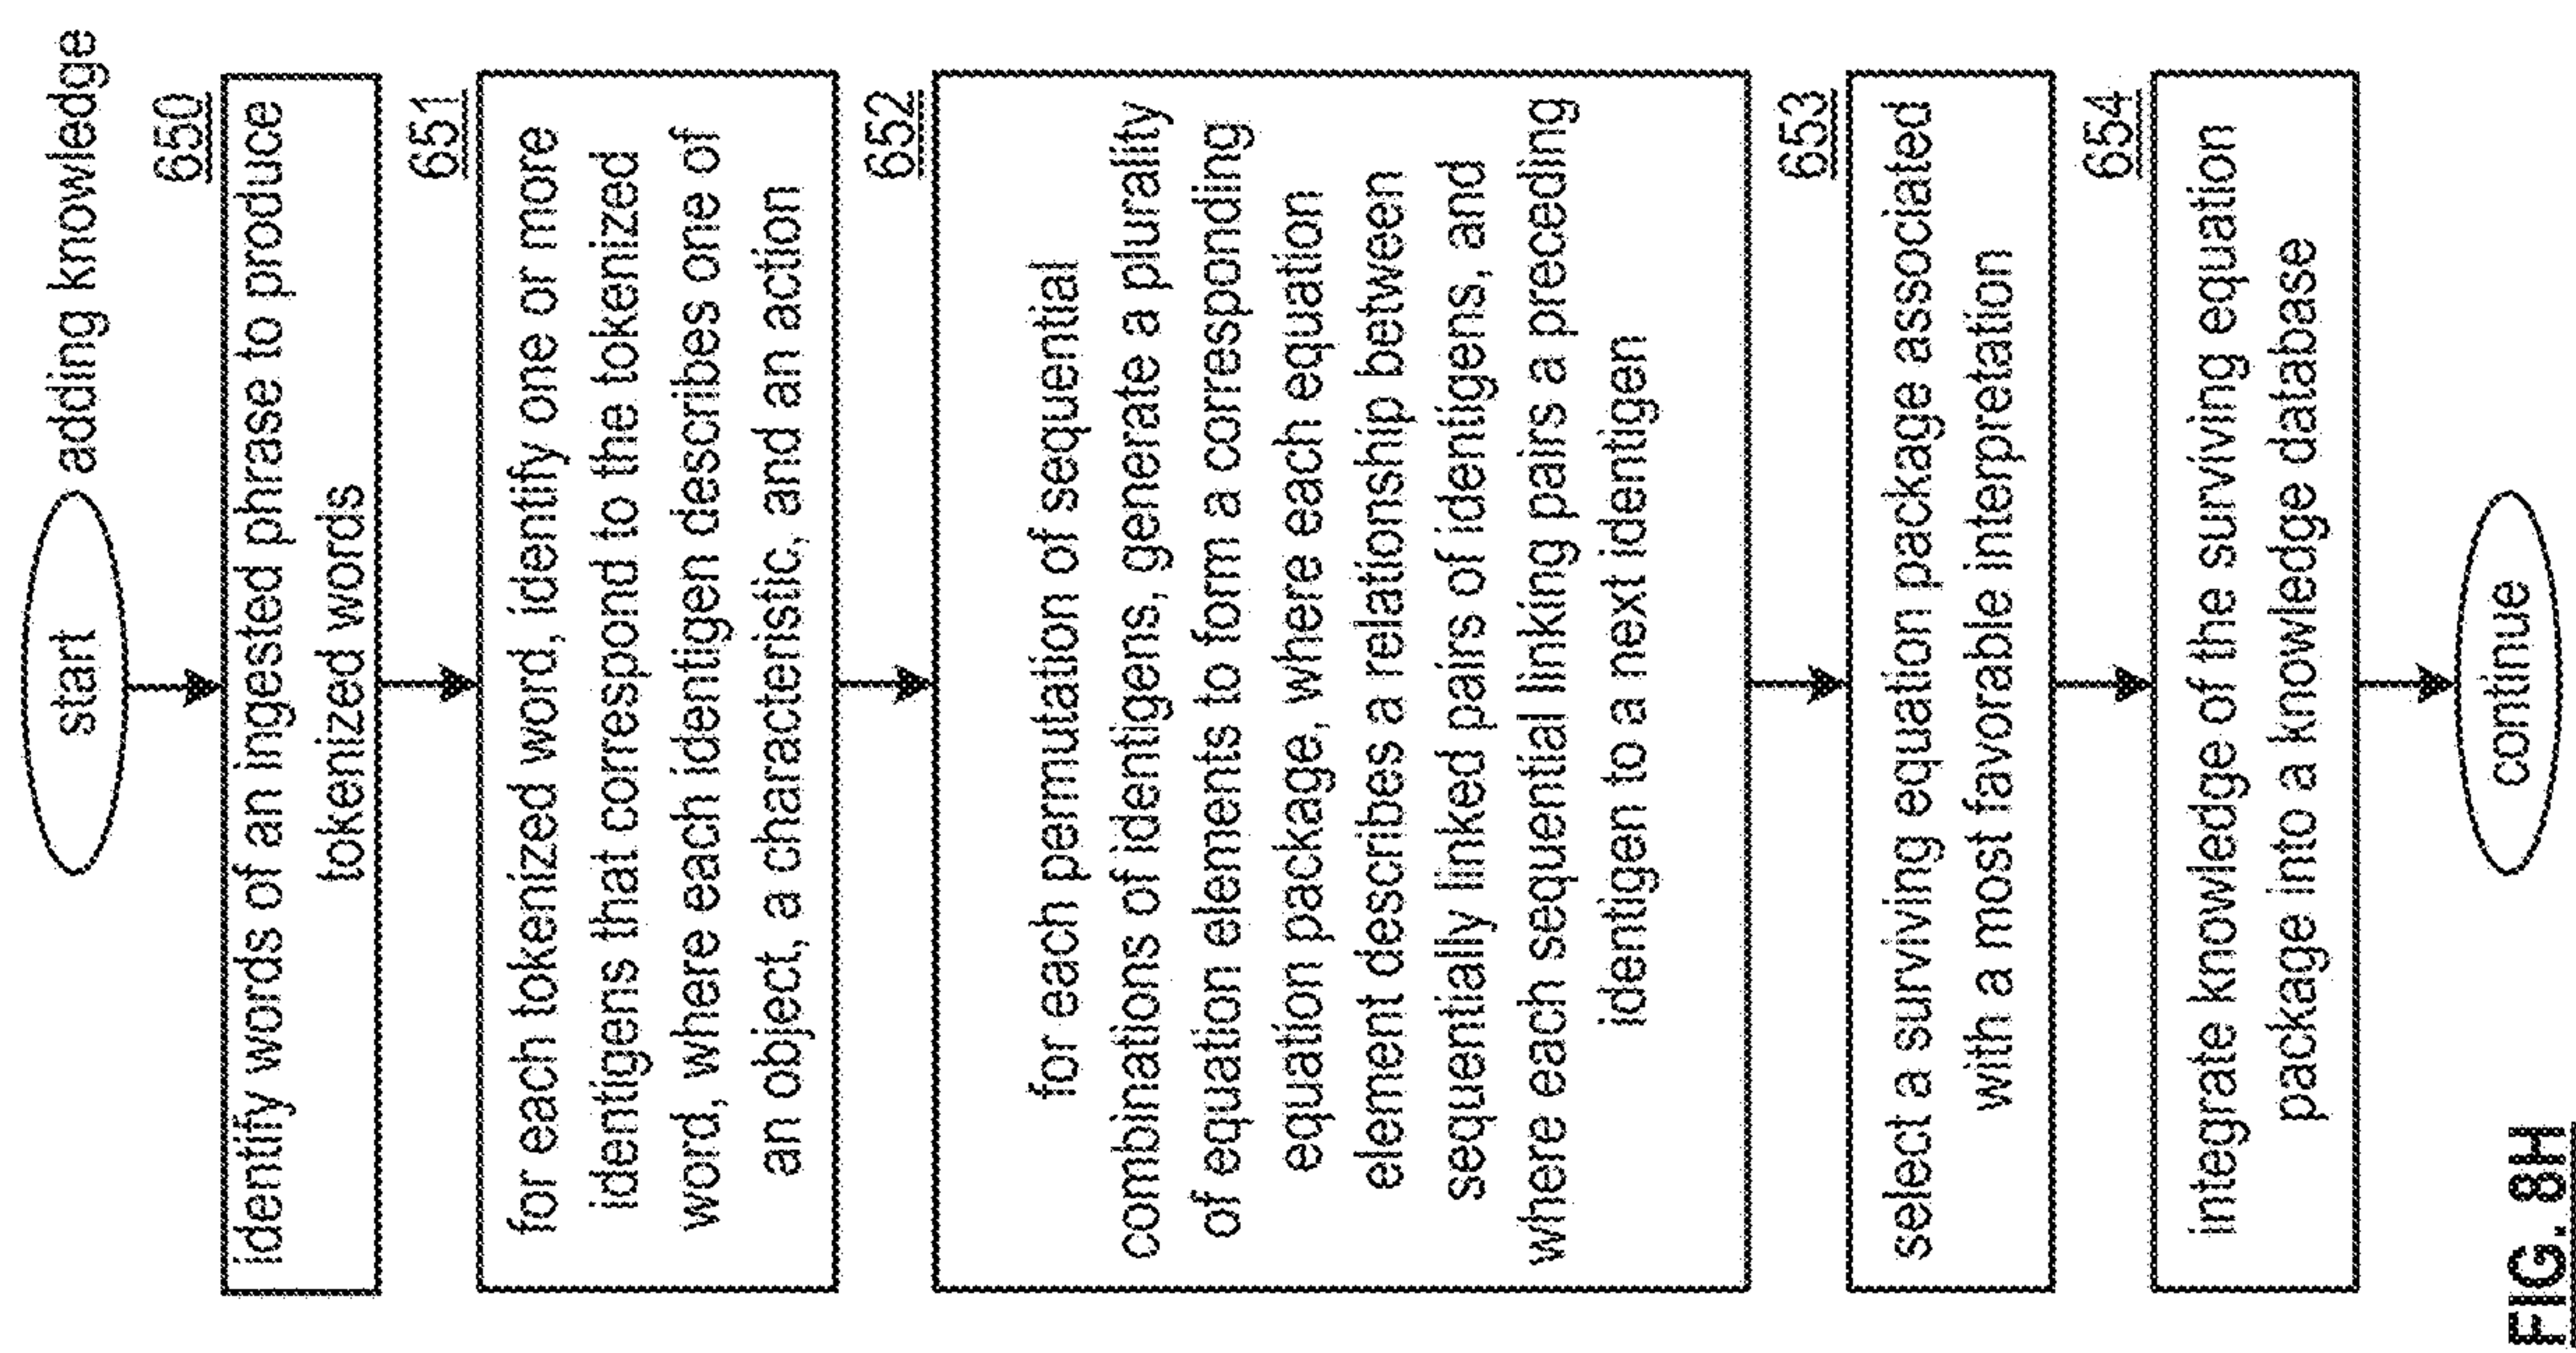 start
adding knowledge
650
identify words of an ingested phrase to produce
tokenized words
651
for each tokenized word, identify one or more
identigens that correspond to the tokenized
word, where each identigen describes one of
an object, a characteristic, and an action
652
for each permutation of sequential
combinations of identigens, generate a plurality
of equation elements to form a corresponding
equation package, where each equation
element describes a relationship between
sequentially linked pairs of identigens, and
where each sequential linking pairs a preceding
identigen to a next identigen
653
select a surviving equation package associated
with a most favorable interpretation
654
integrate knowledge of the surviving equation
package into a knowledge database
continue
FIG. 8H